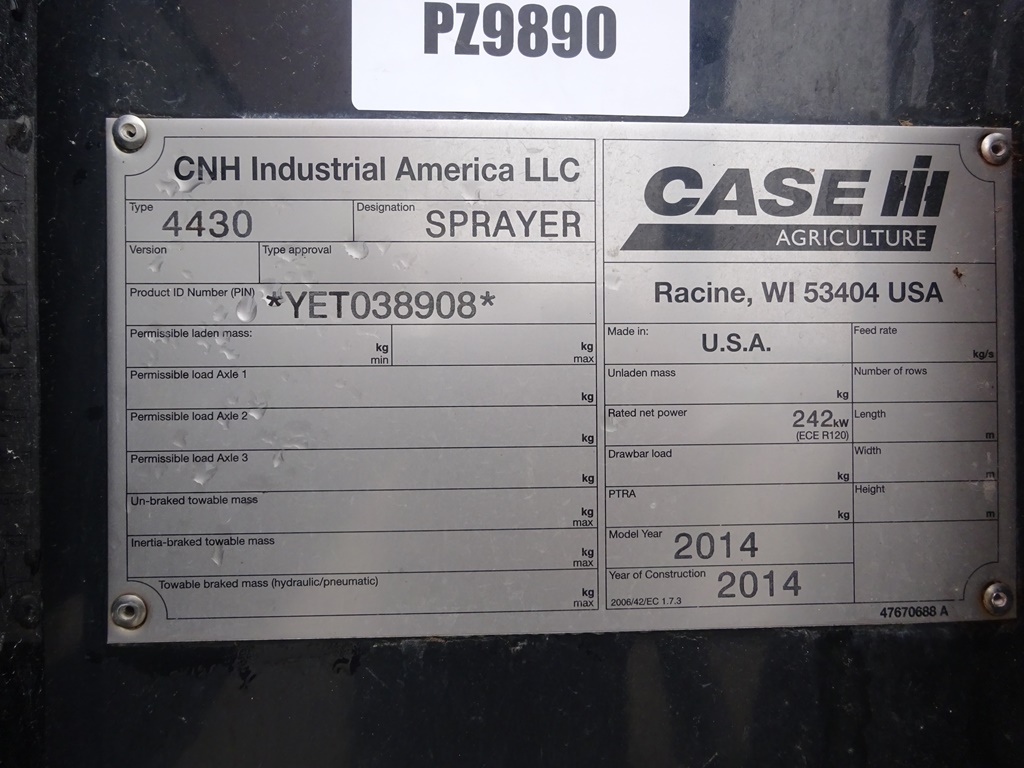 PZ9890
CNH Industrial America LLC
Type 4430 Designation SPRAYER
Version Type approval
Product ID Number (PIN) *YET038908*
Permissible laden mass: kg min kg max
Permissible load Axle 1 kg
Permissible load Axle 2 kg
Permissible load Axle 3 kg
Un-braked towable mass kg max
Inertia-braked towable mass kg max
Towable braked mass (hydraulic/pneumatic) kg max
CASE IH
AGRICULTURE
Racine, WI 53404 USA
Made in: U.S.A. Feed rate kg/s
Unladen mass kg Number of rows
Rated net power 242kW (ECE R120) Length m
Drawbar load kg Width m
PTRA kg Height m
Model Year 2014
Year of Construction 2014
2006/42/EC 1.7.3
47670688 A